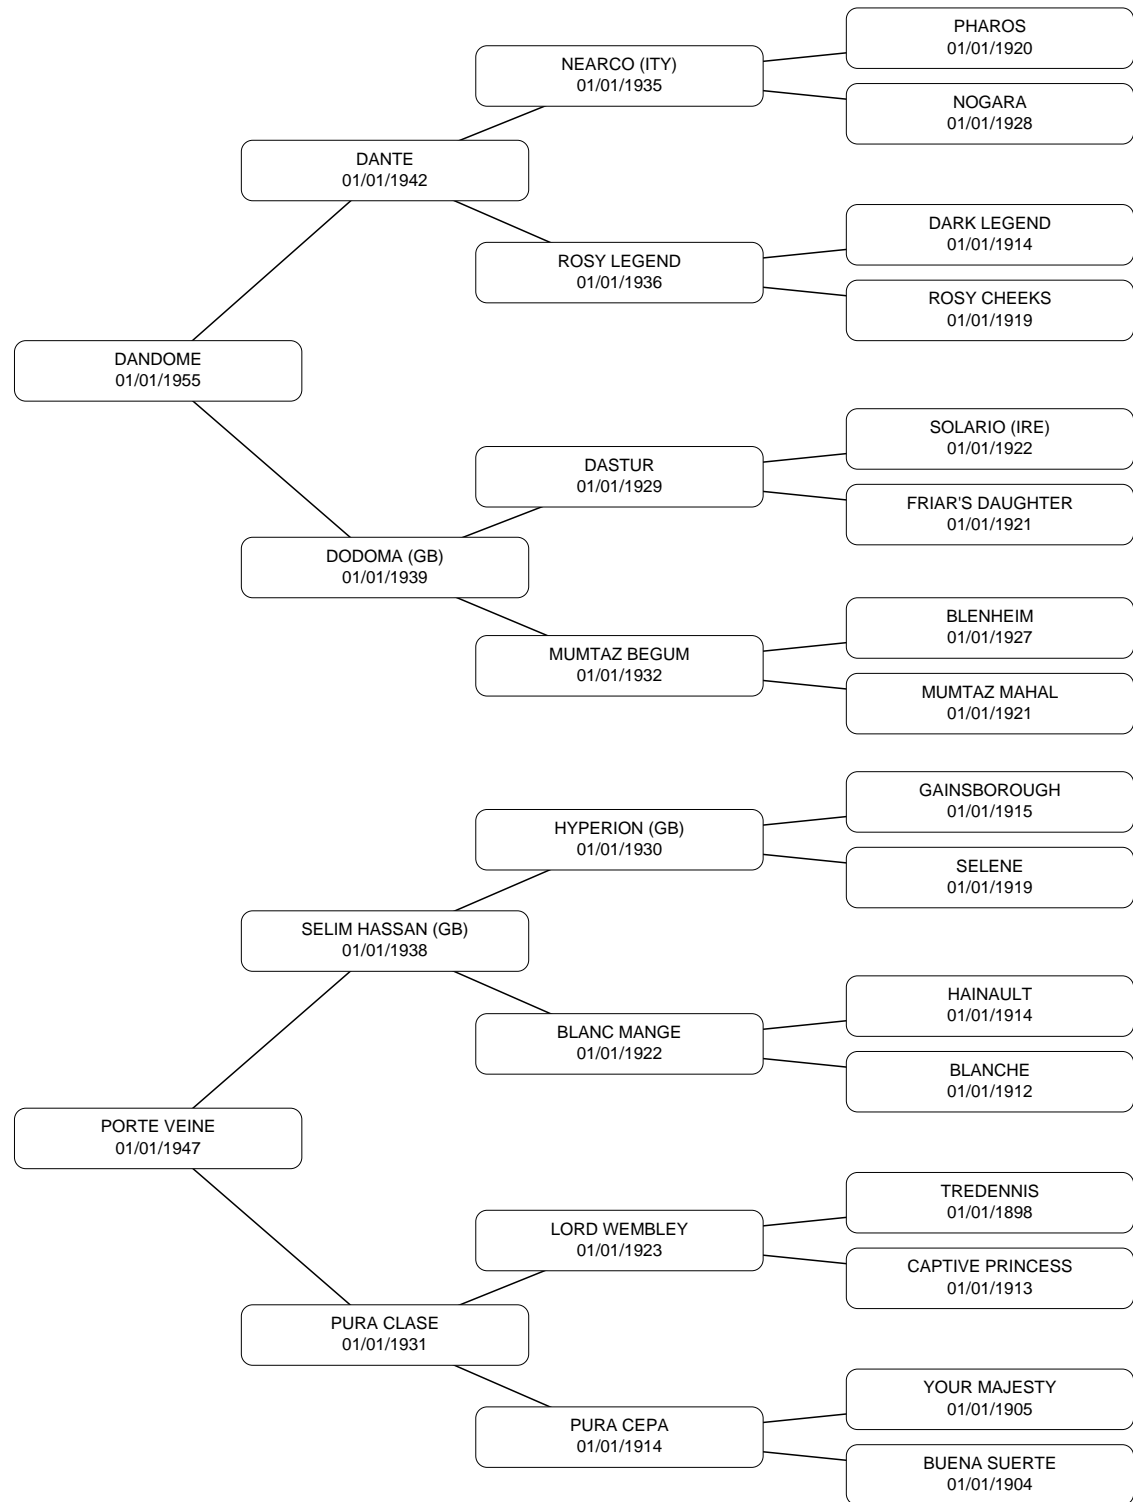 PHAROS
01/01/1920
NEARCO (ITY)
01/01/1935
NOGARA
01/01/1928
DANTE
01/01/1942
DARK LEGEND
01/01/1914
ROSY LEGEND
01/01/1936
ROSY CHEEKS
01/01/1919
DANDOME
01/01/1955
SOLARIO (IRE)
01/01/1922
DASTUR
01/01/1929
FRIAR'S DAUGHTER
01/01/1921
DODOMA (GB)
01/01/1939
BLENHEIM
01/01/1927
MUMTAZ BEGUM
01/01/1932
MUMTAZ MAHAL
01/01/1921
GAINSBOROUGH
01/01/1915
HYPERION (GB)
01/01/1930
SELENE
01/01/1919
SELIM HASSAN (GB)
01/01/1938
HAINAULT
01/01/1914
BLANC MANGE
01/01/1922
BLANCHE
01/01/1912
PORTE VEINE
01/01/1947
TREDENNIS
01/01/1898
LORD WEMBLEY
01/01/1923
CAPTIVE PRINCESS
01/01/1913
PURA CLASE
01/01/1931
YOUR MAJESTY
01/01/1905
PURA CEPA
01/01/1914
BUENA SUERTE
01/01/1904